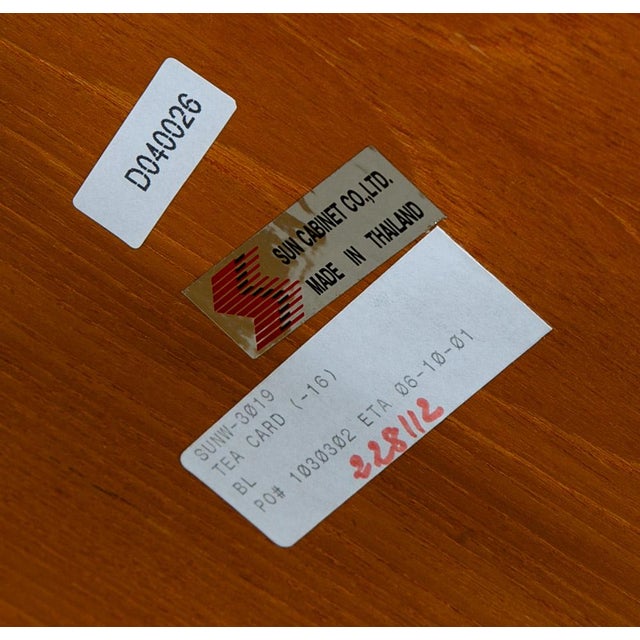 D040026
SUN CABINET CO.,LTD.
MADE IN THAILAND
SUNW-3019
TEA CARD (-16)
BL
PO# 1030302 ETA 06-10-01
228112